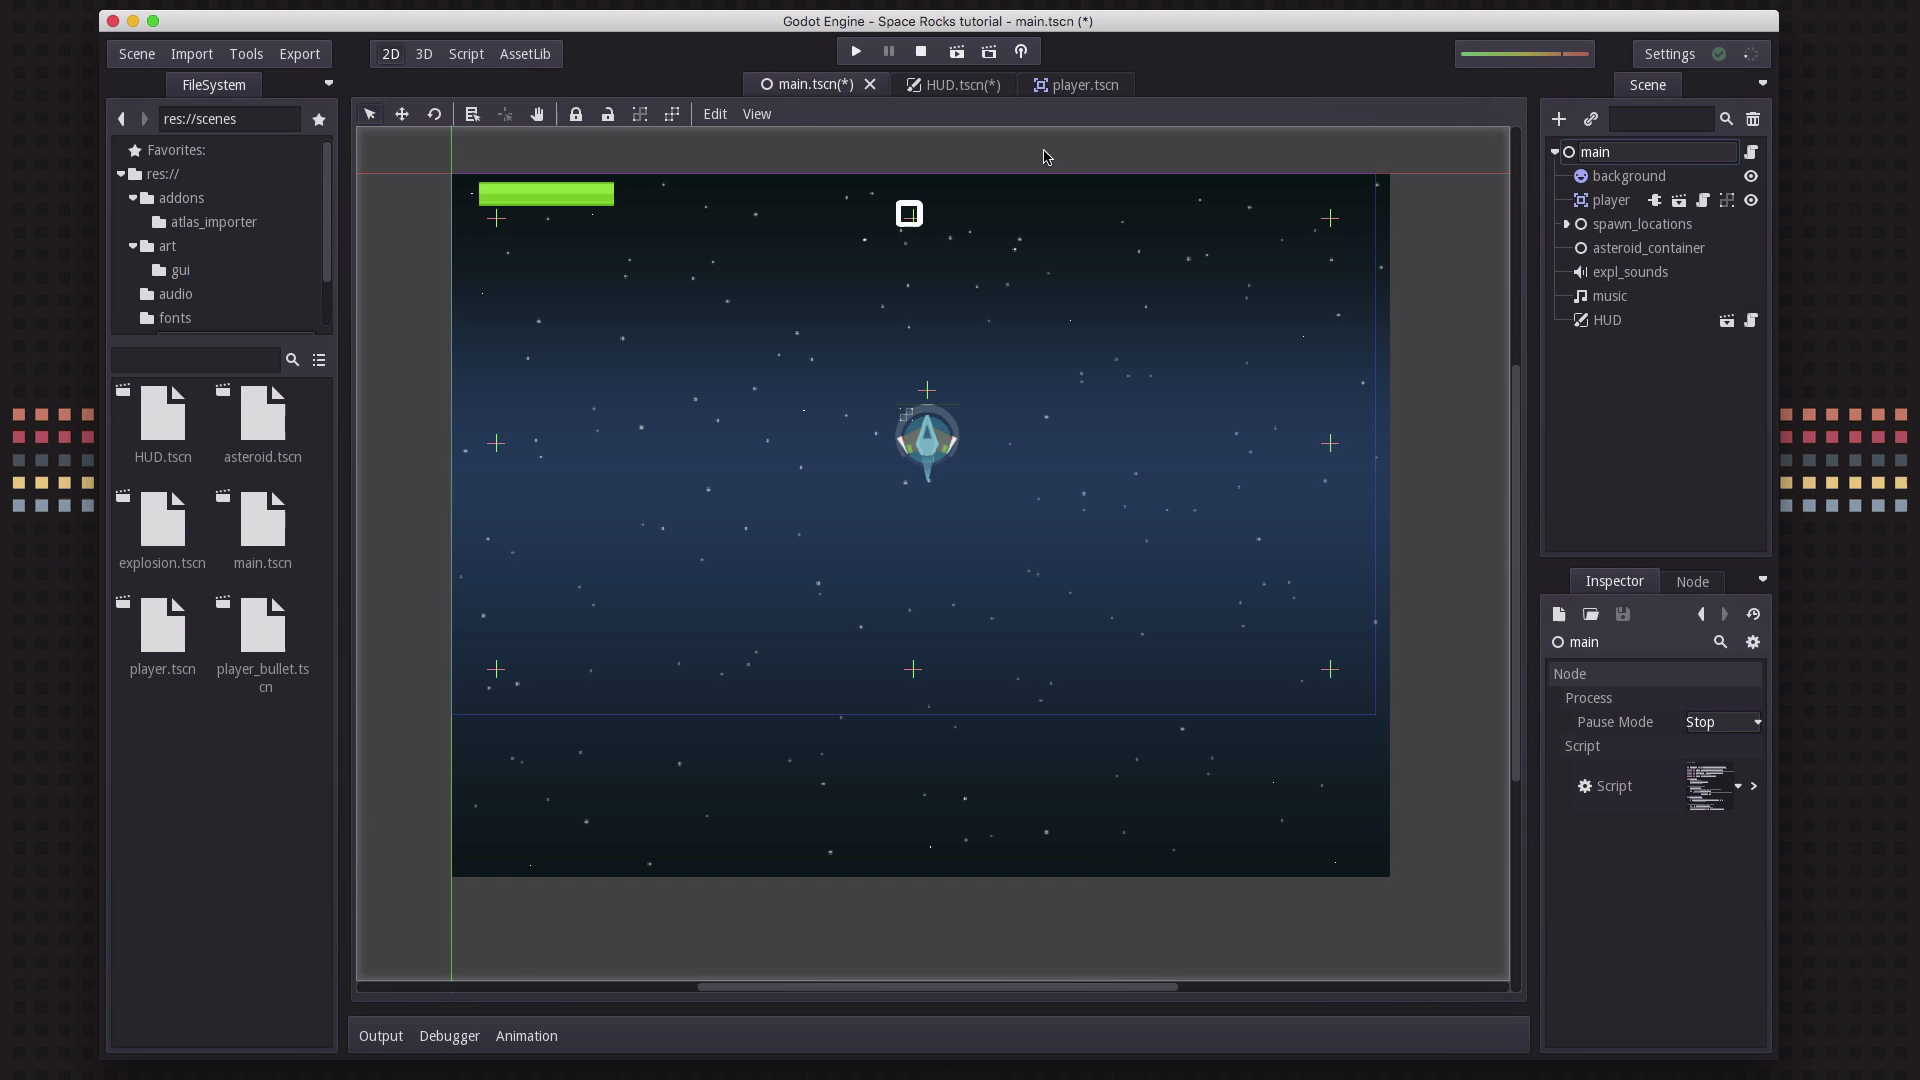 Godot Engine - Space Rocks tutorial - main.tscn (*)
Scene Import Tools Export
2D 3D Script AssetLib
Settings
FileSystem
main.tscn(*)
HUD.tscn(*)
player.tscn
Scene
res://scenes
Edit View
Favorites:
res://
addons
atlas_importer
art
gui
audio
fonts
HUD.tscn
asteroid.tscn
explosion.tscn
main.tscn
player.tscn
player_bullet.ts
cn
main
background
player
spawn_locations
asteroid_container
expl_sounds
music
HUD
Inspector
Node
main
Node
Process
Pause Mode Stop
Script
Script
Output Debugger Animation